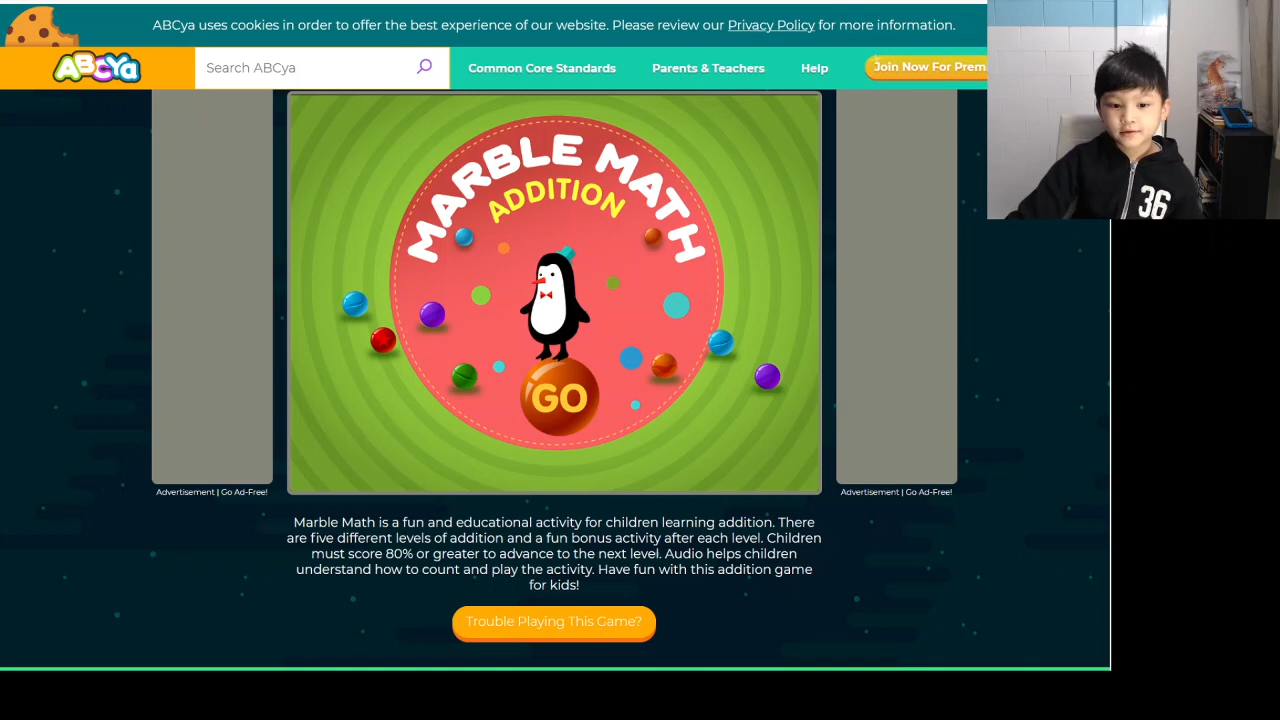 ABCya uses cookies in order to offer the best experience of our website. Please review our Privacy Policy for more information.
ABCya
Search ABCya
Common Core Standards
Parents & Teachers
Help
Join Now For Prem
MARBLE MATH
ADDITION
GO
36
Advertisement | Go Ad-Free!
Advertisement | Go Ad-Free!
Marble Math is a fun and educational activity for children learning addition. There
are five different levels of addition and a fun bonus activity after each level. Children
must score 80% or greater to advance to the next level. Audio helps children
understand how to count and play the activity. Have fun with this addition game
for kids!
Trouble Playing This Game?